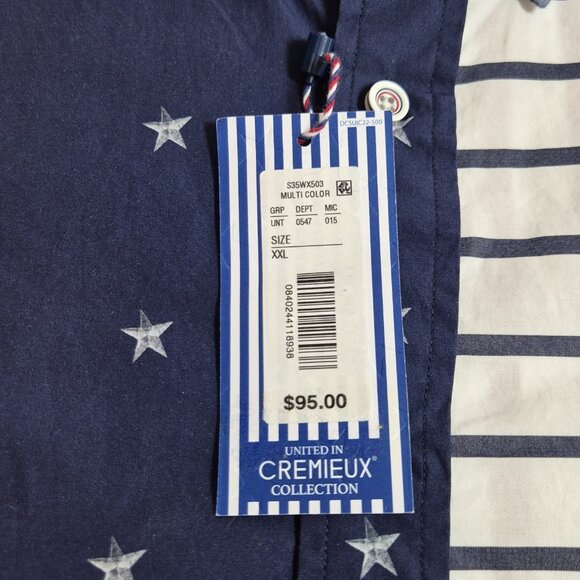 DCSUIC22-500
S35WX503
MULTI COLOR
GRP DEPT MIC
UNT 0547 015
SIZE
XXL
0840244118938
$95.00
UNITED IN
CREMIEUX®
COLLECTION